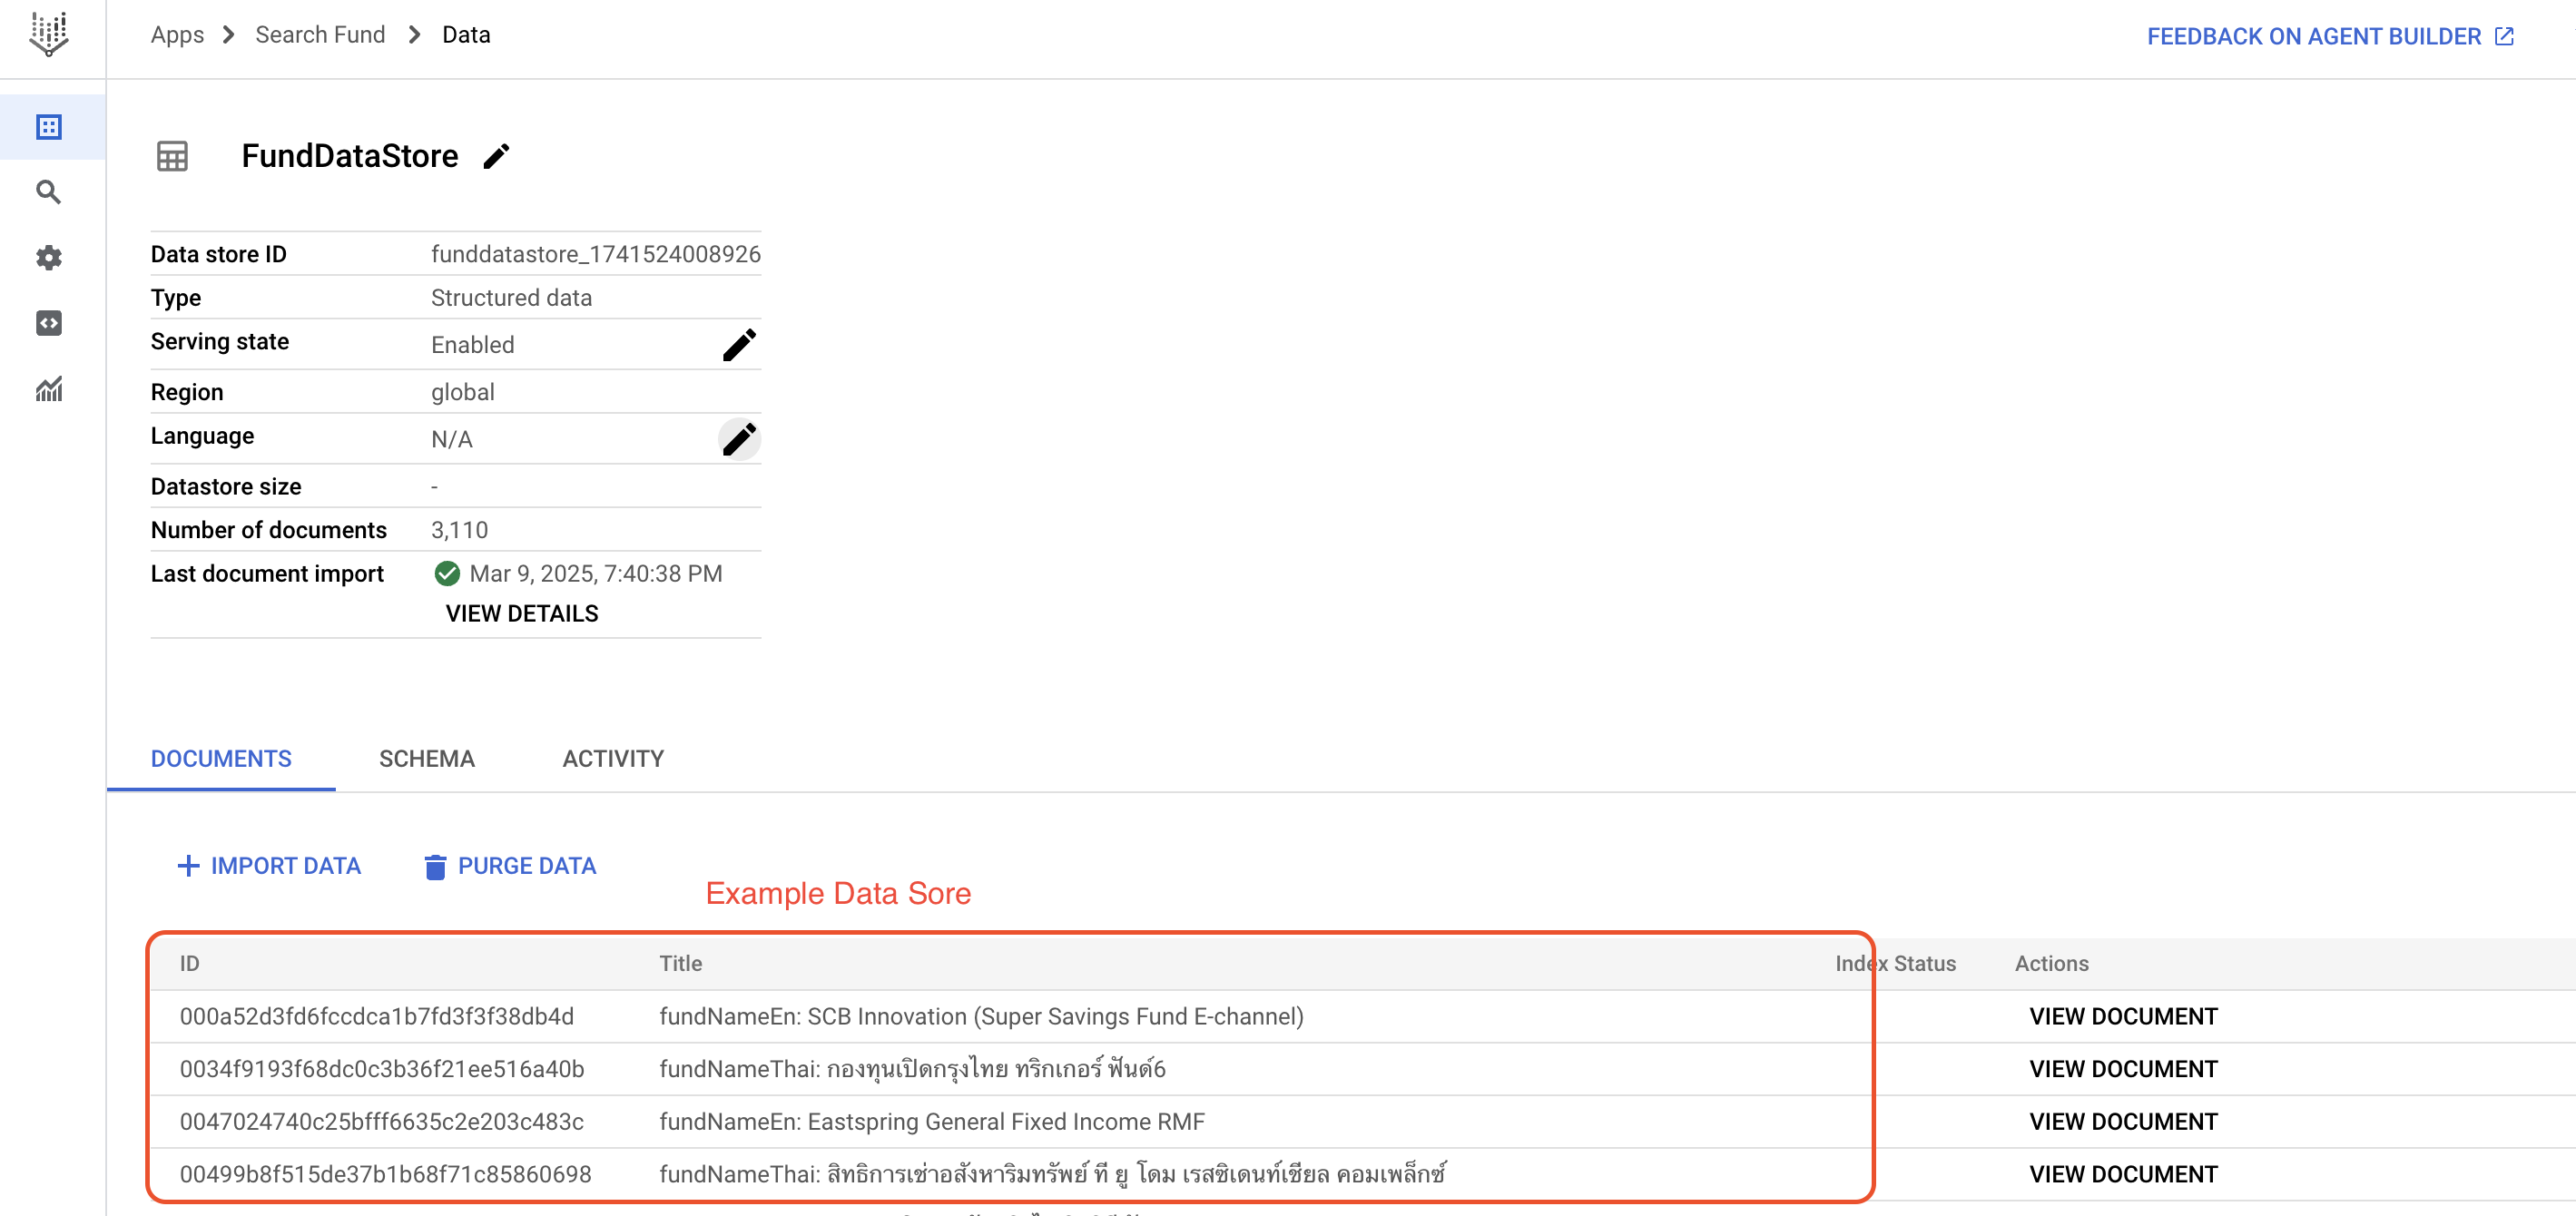 Apps > Search Fund > Data
FEEDBACK ON AGENT BUILDER
FundDataStore
Data store ID funddatastore_1741524008926
Type Structured data
Serving state Enabled
Region global
Language N/A
Datastore size -
Number of documents 3,110
Last document import Mar 9, 2025, 7:40:38 PM
VIEW DETAILS
DOCUMENTS SCHEMA ACTIVITY
IMPORT DATA PURGE DATA
Example Data Sore
ID Title Index Status Actions
000a52d3fd6fccdca1b7fd3f3f38db4d fundNameEn: SCB Innovation (Super Savings Fund E-channel) VIEW DOCUMENT
0034f9193f68dc0c3b36f21ee516a40b fundNameThai: กองทุนเปิดกรุงไทย ทริกเกอร์ ฟันด์6 VIEW DOCUMENT
0047024740c25bfff6635c2e203c483c fundNameEn: Eastspring General Fixed Income RMF VIEW DOCUMENT
00499b8f515de37b1b68f71c85860698 fundNameThai: สิทธิการเช่าอสังหาริมทรัพย์ ที ยู โดม เรสซิเดนท์เชียล คอมเพล็กซ์ VIEW DOCUMENT